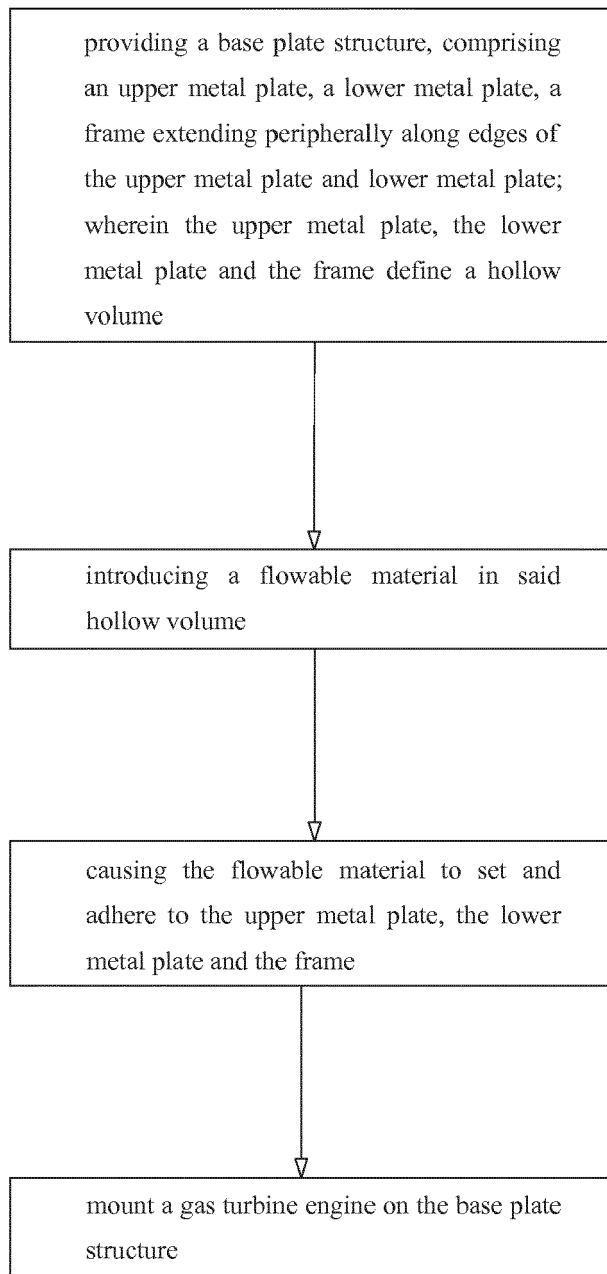 providing a base plate structure, comprising
an upper metal plate, a lower metal plate, a
frame extending peripherally along edges of
the upper metal plate and lower metal plate;
wherein the upper metal plate, the lower
metal plate and the frame define a hollow
volume
introducing a flowable material in said
hollow volume
causing the flowable material to set and
adhere to the upper metal plate, the lower
metal plate and the frame
mount a gas turbine engine on the base plate
structure